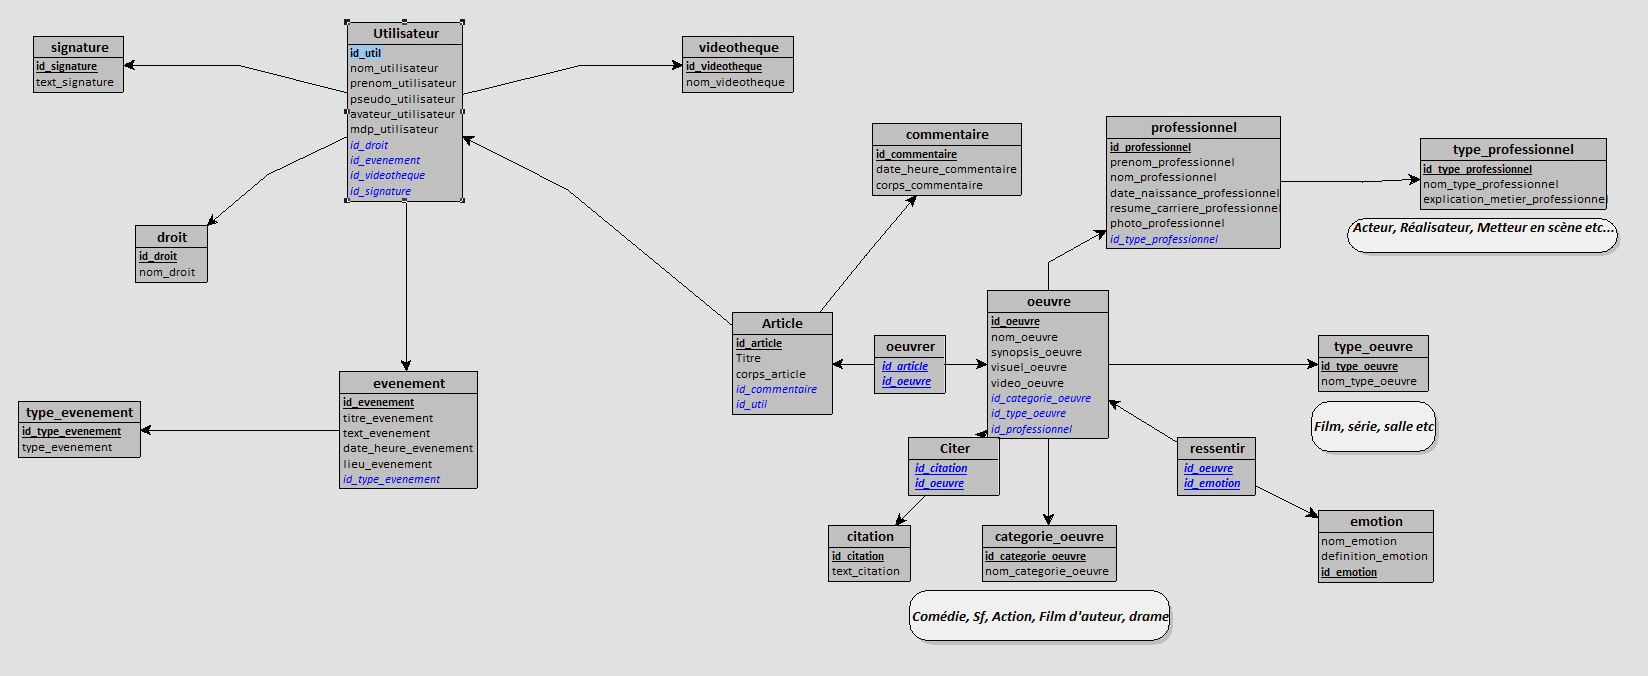 signature
id_signature
text_signature
Utilisateur
id_util
nom_utilisateur
prenom_utilisateur
pseudo_utilisateur
avateur_utilisateur
mdp_utilisateur
id_droit
id_evenement
id_videotheque
id_signature
videotheque
id_videotheque
nom_videotheque
droit
id_droit
nom_droit
commentaire
id_commentaire
date_heure_commentaire
corps_commentaire
professionnel
id_professionnel
prenom_professionnel
nom_professionnel
date_naissance_professionnel
resume_carriere_professionnel
photo_professionnel
id_type_professionnel
type_professionnel
id_type_professionnel
nom_type_professionnel
explication_metier_professionnel
Acteur, Réalisateur, Metteur en scène etc...
Article
id_article
Titre
corps_article
id_commentaire
id_util
oeuvrer
id_article
id_oeuvre
oeuvre
id_oeuvre
nom_oeuvre
synopsis_oeuvre
visuel_oeuvre
video_oeuvre
id_categorie_oeuvre
id_type_oeuvre
id_professionnel
type_oeuvre
id_type_oeuvre
nom_type_oeuvre
Film, série, salle etc
type_evenement
id_type_evenement
type_evenement
evenement
id_evenement
titre_evenement
text_evenement
date_heure_evenement
lieu_evenement
id_type_evenement
Citer
id_citation
id_oeuvre
ressentir
id_oeuvre
id_emotion
citation
id_citation
text_citation
categorie_oeuvre
id_categorie_oeuvre
nom_categorie_oeuvre
emotion
nom_emotion
definition_emotion
id_emotion
Comédie, Sf, Action, Film d'auteur, drame